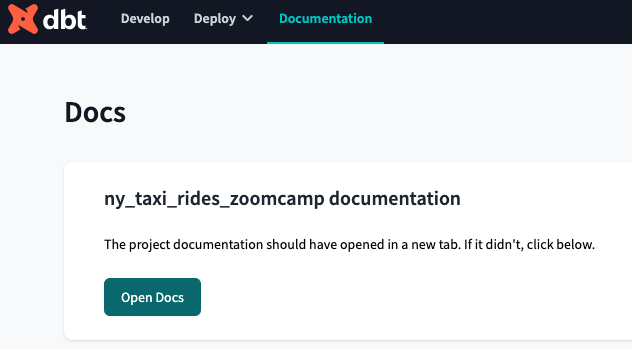 dbt
Develop
Deploy
Documentation
Docs
ny_taxi_rides_zoomcamp documentation
The project documentation should have opened in a new tab. If it didn't, click below.
Open Docs